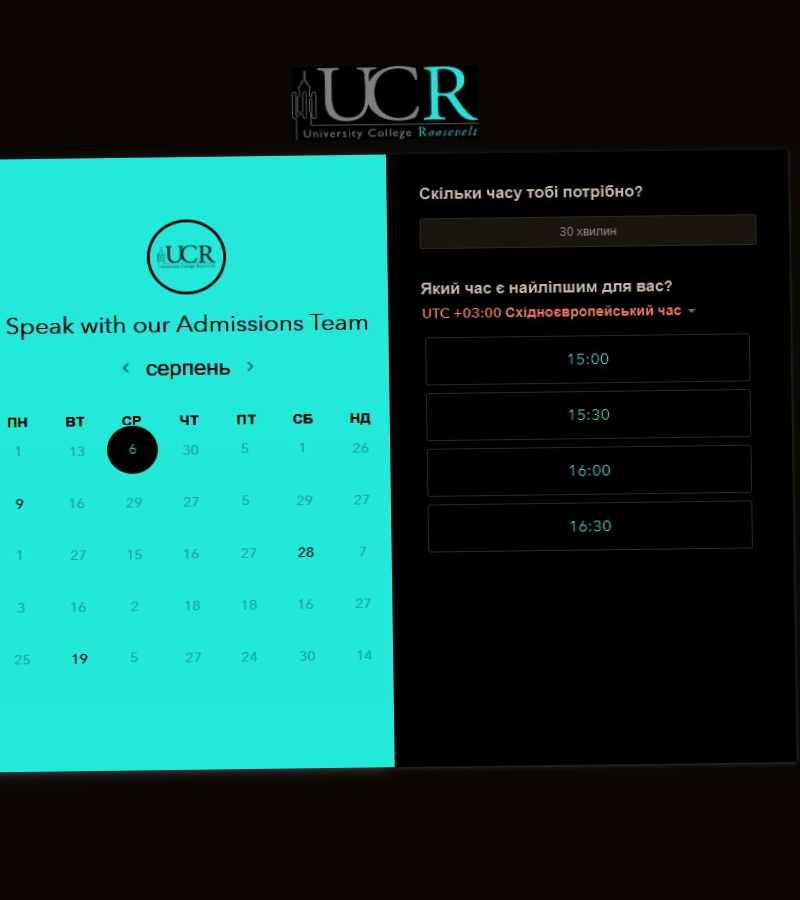 UCR
University College Roosevelt
UCR
University College Roosevelt
Speak with our Admissions Team
серпень
ПН ВТ СР ЧТ ПТ СБ НД
1 13 6 30 5 1 26
9 16 29 27 5 29 27
1 27 15 16 27 28 7
3 16 2 18 18 16 27
25 19 5 27 24 30 14
Скільки часу тобі потрібно?
30 хвилин
Який час є найліпшим для вас?
UTC +03:00 Східноєвропейський час
15:00
15:30
16:00
16:30